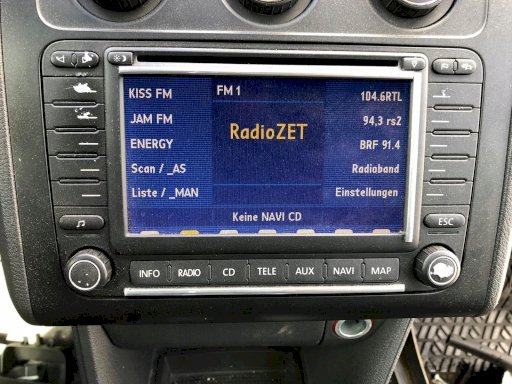 FM 1
KISS FM
104.6RTL
RadioZET
JAM FM
94,3 rs2
ENERGY
BRF 91.4
Scan / _AS
Radioband
Liste / _MAN
Einstellungen
Keine NAVI CD
ESC
INFO RADIO CD TELE AUX NAVI MAP